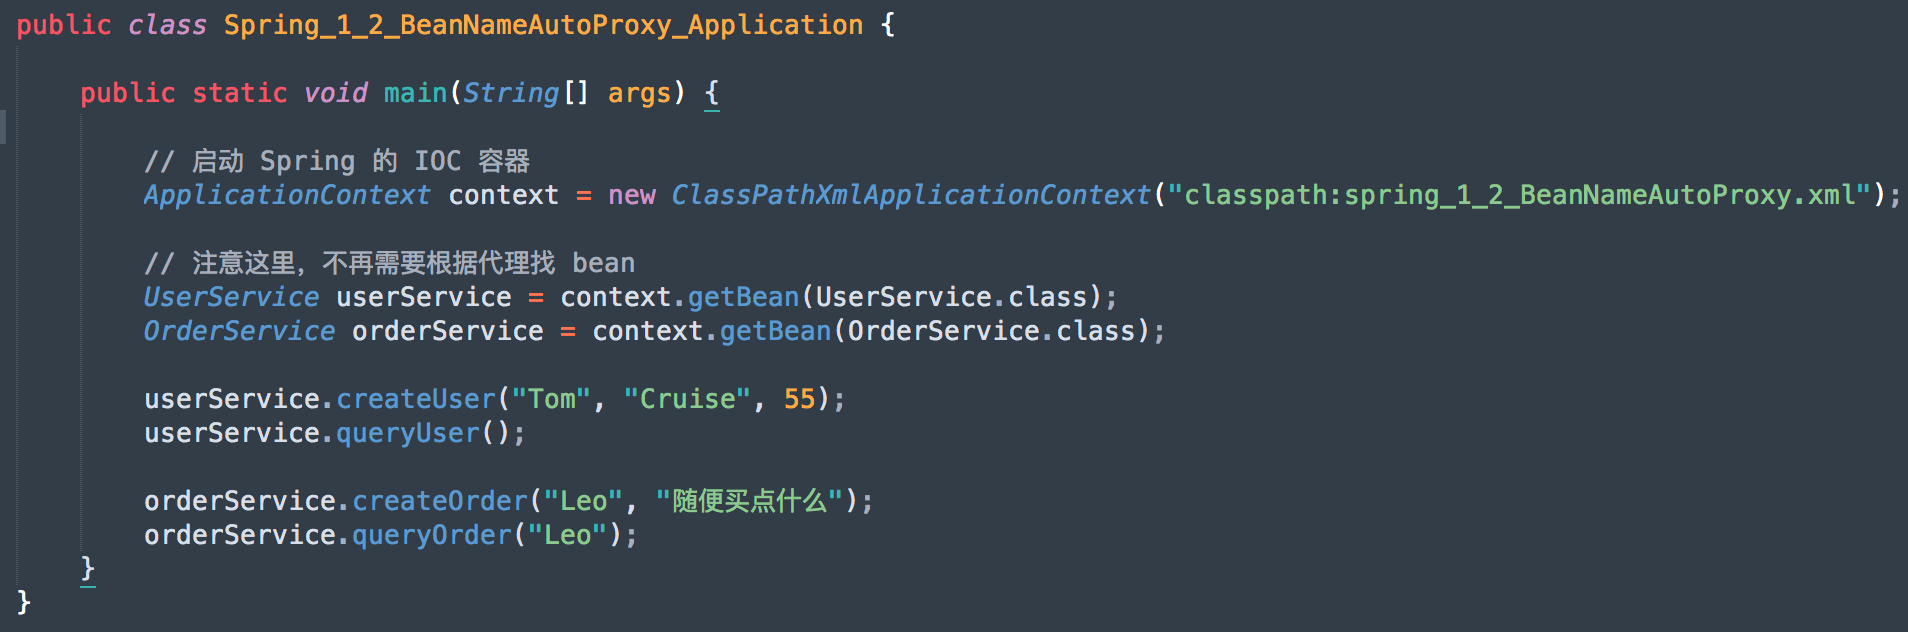 public class Spring_1_2_BeanNameAutoProxy_Application {
public static void main(String[] args) {
// 启动 Spring 的 IOC 容器
ApplicationContext context = new ClassPathXmlApplicationContext("classpath:spring_1_2_BeanNameAutoProxy.xml");
// 注意这里，不再需要根据代理找 bean
UserService userService = context.getBean(UserService.class);
OrderService orderService = context.getBean(OrderService.class);
userService.createUser("Tom", "Cruise", 55);
userService.queryUser();
orderService.createOrder("Leo", "随便买点什么");
orderService.queryOrder("Leo");
}
}